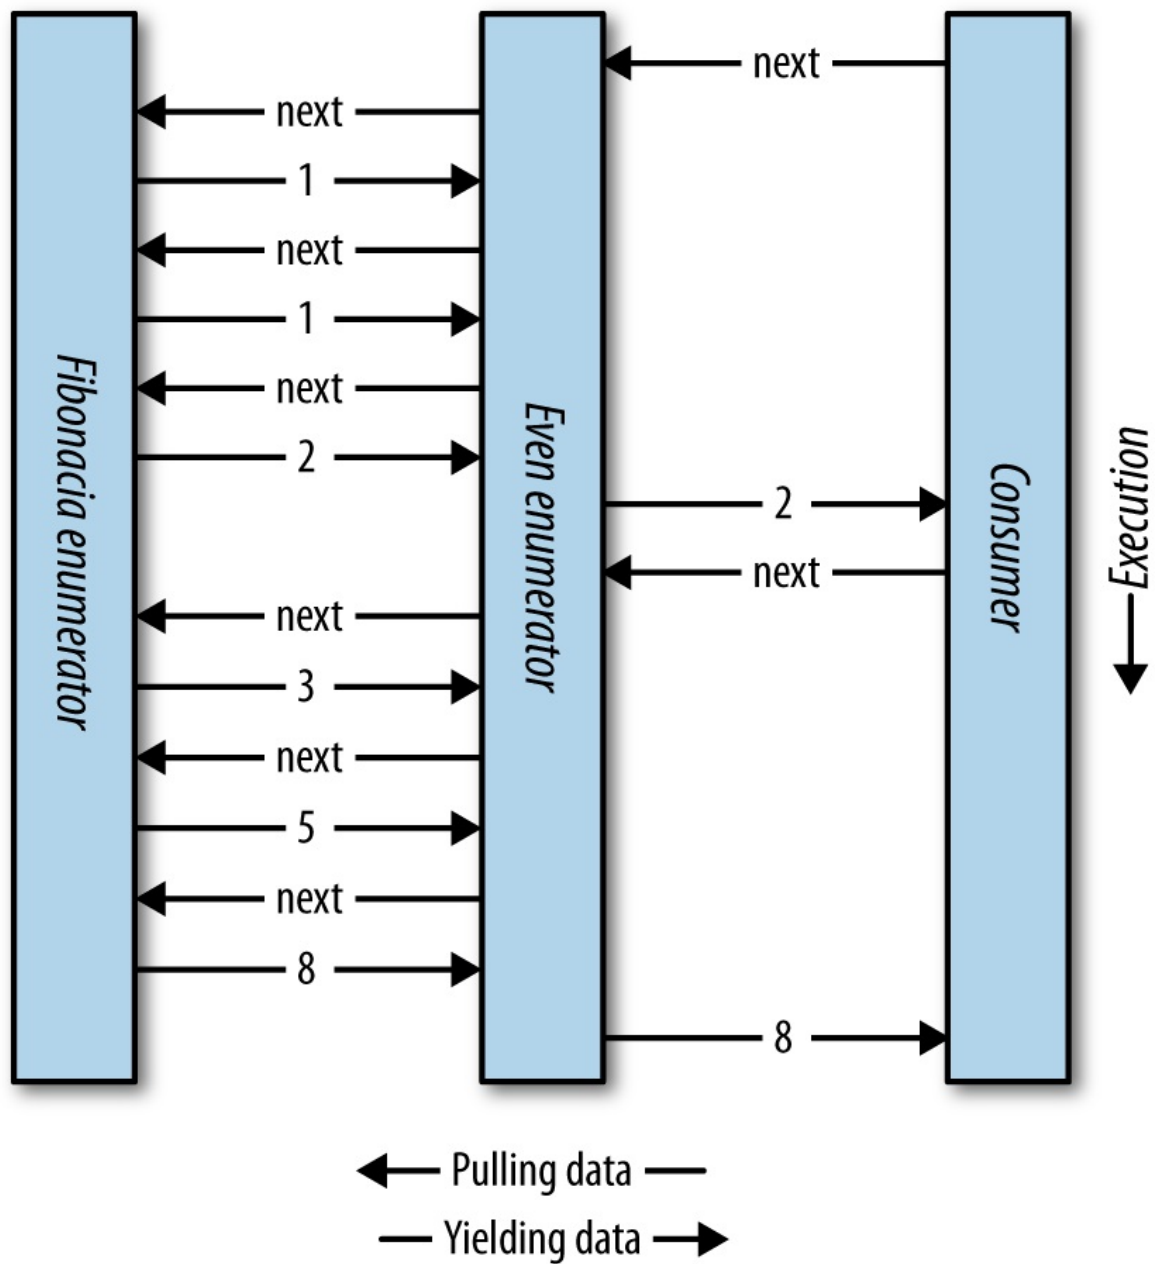 next
next
1
next
1
next
2
2
next
next
3
next
5
next
8
8
Fibonacia enumerator
Even enumerator
Consumer
Execution
Pulling data
Yielding data